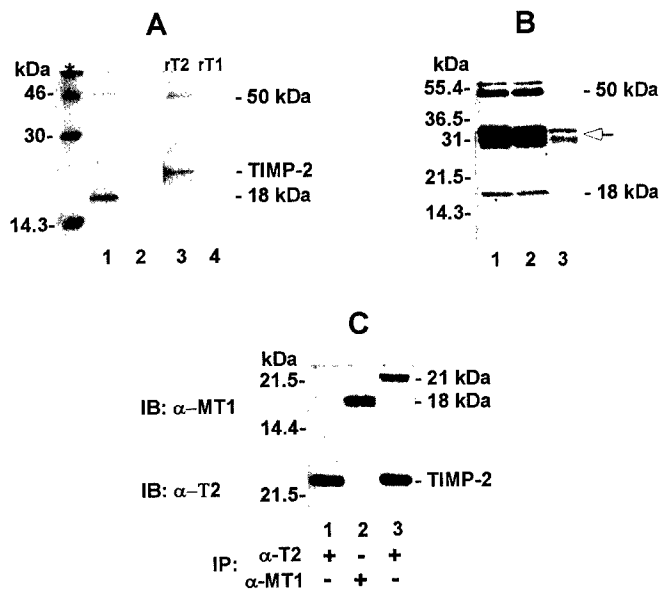 A
kDa * rT2 rT1
46-
- 50 kDa
30-
- TIMP-2
- 18 kDa
14.3-
1 2 3 4
B
kDa
55.4-
- 50 kDa
36.5-
31-
21.5-
- 18 kDa
14.3-
1 2 3
C
kDa
21.5-
- 21 kDa
- 18 kDa
IB: α-MT1
14.4-
IB: α-T2
- TIMP-2
21.5-
1 2 3
IP: α-T2 + - +
α-MT1 - + -